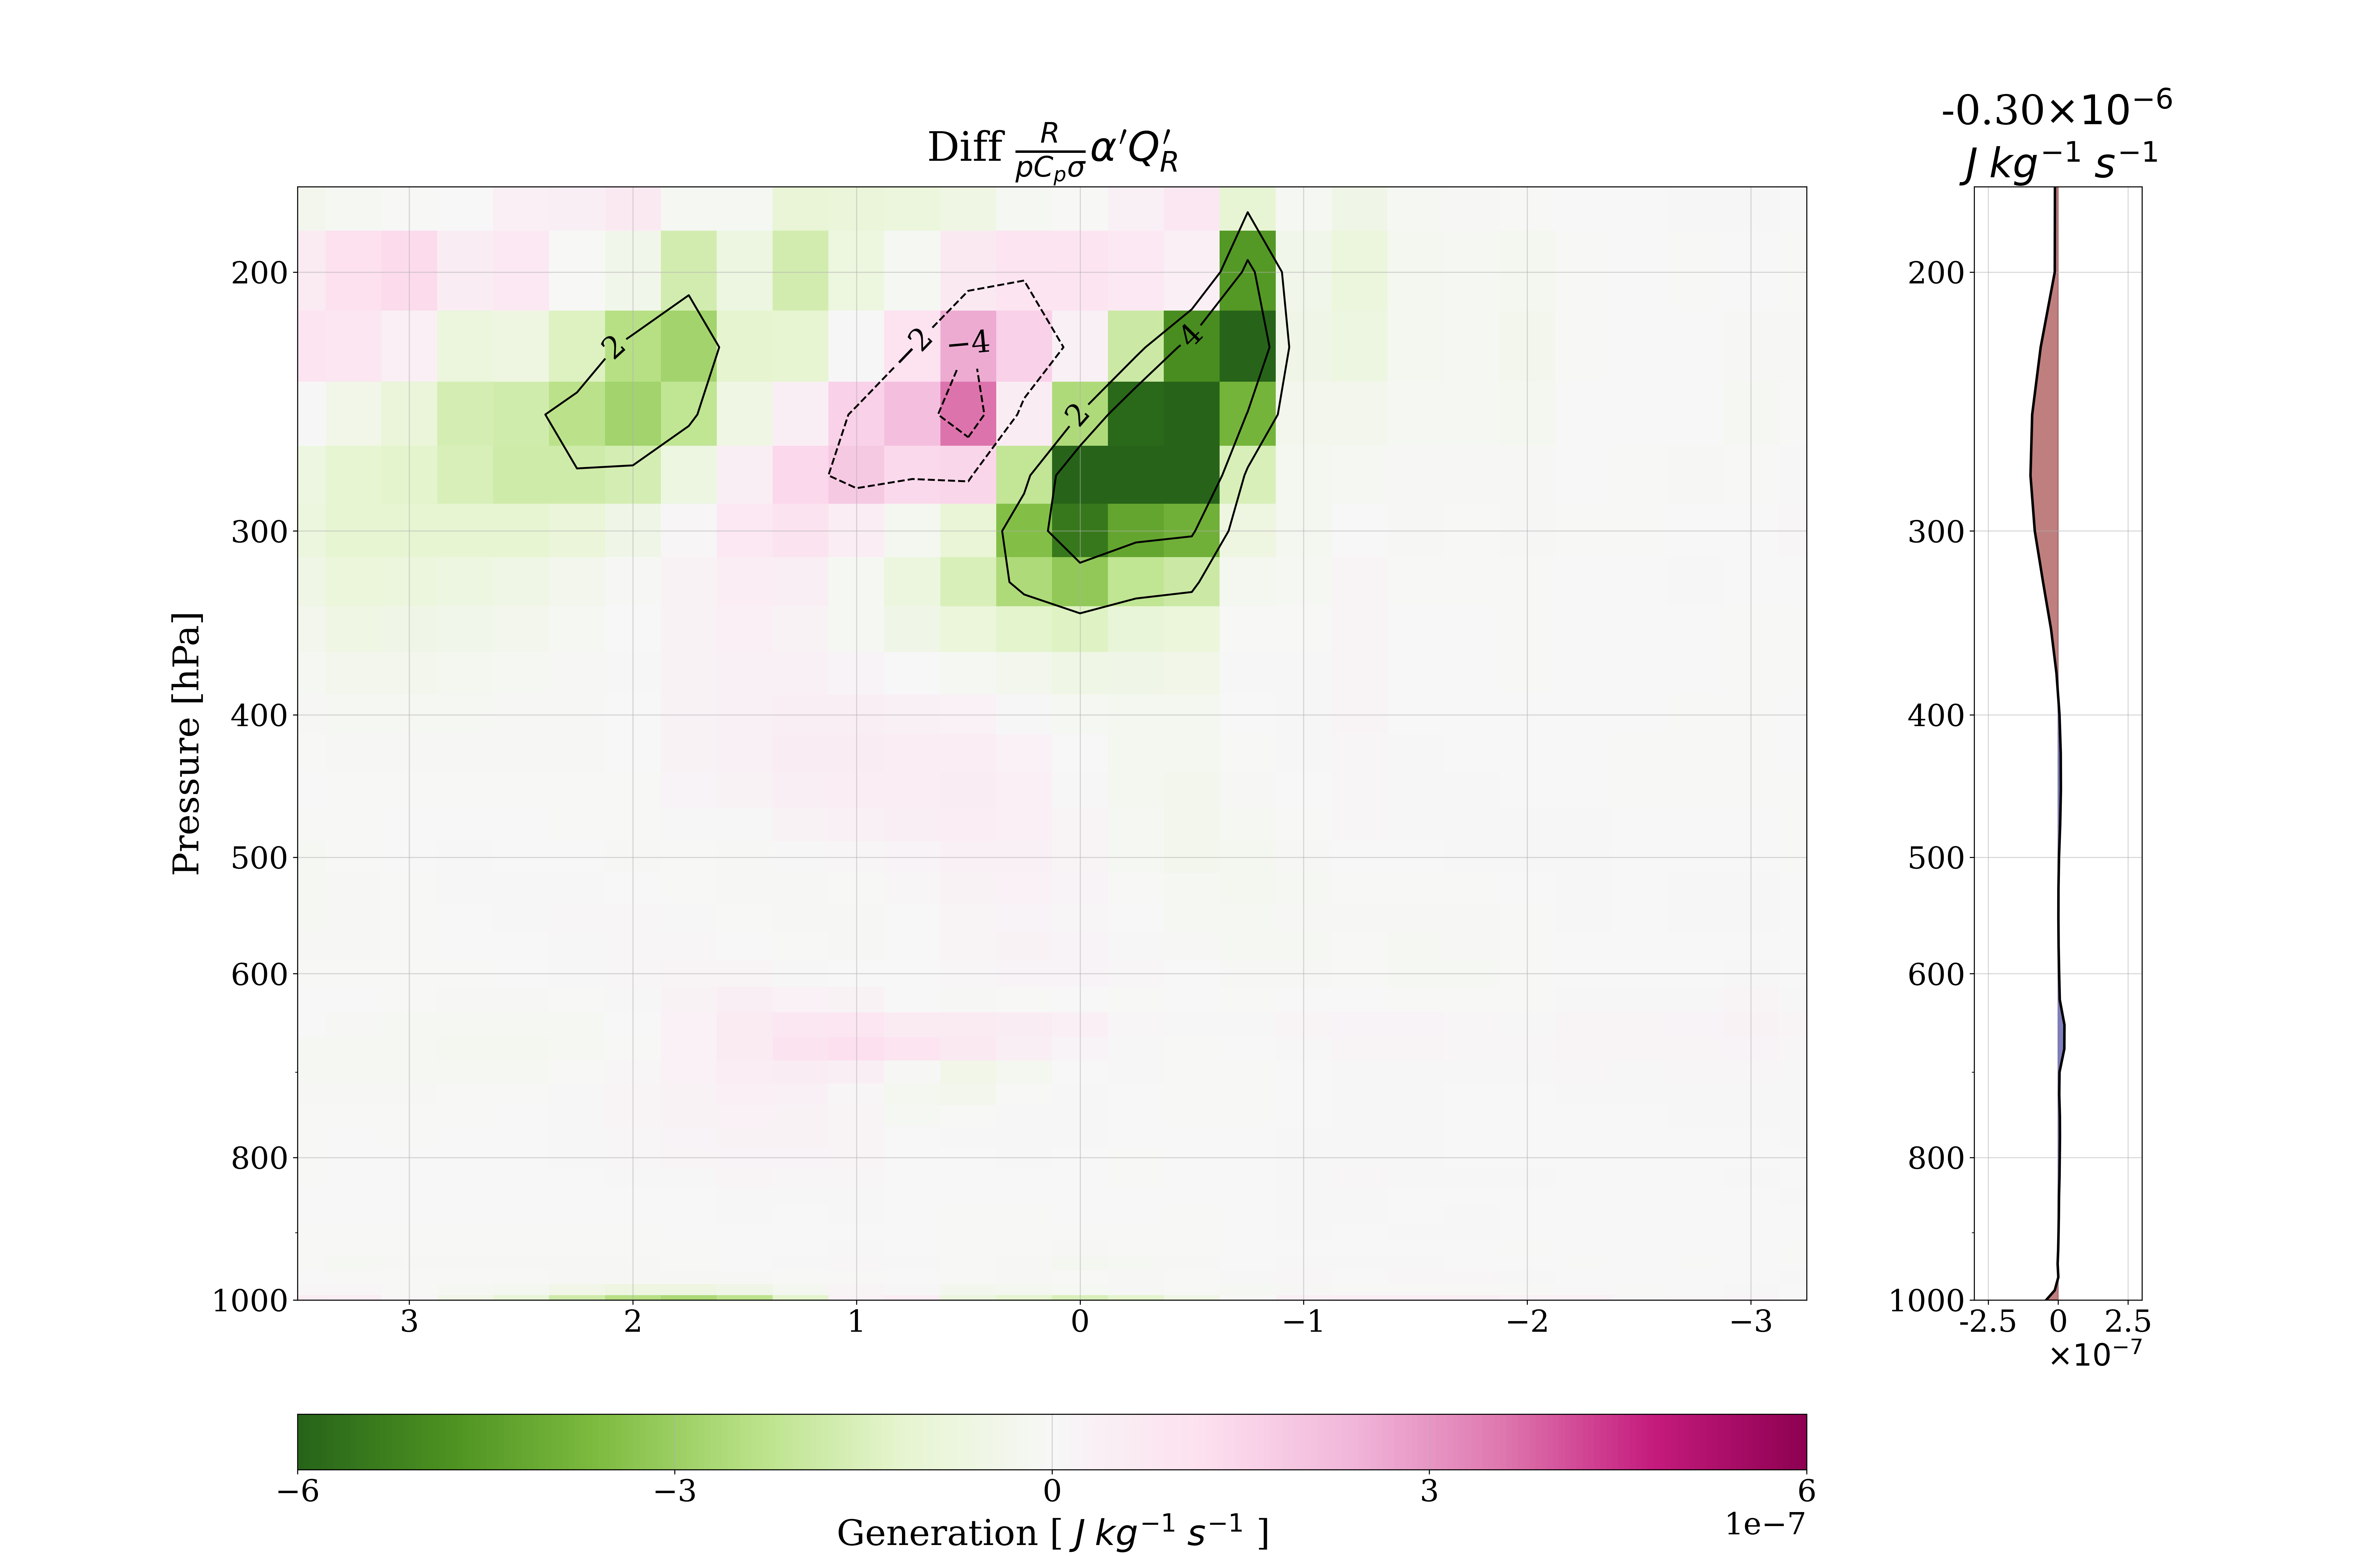 -0.30×10⁻⁶
J kg⁻¹ s⁻¹
Diff R/(pCₚσ) α′Q′_R
200
300
400
500
600
800
1000
Pressure [hPa]
2
−2
−4
2
4
3 2 1 0 −1 −2 −3
200
300
400
500
600
800
1000
-2.5 0 2.5
×10⁻⁷
−6 −3 0 3 6
1e−7
Generation [ J kg⁻¹ s⁻¹ ]